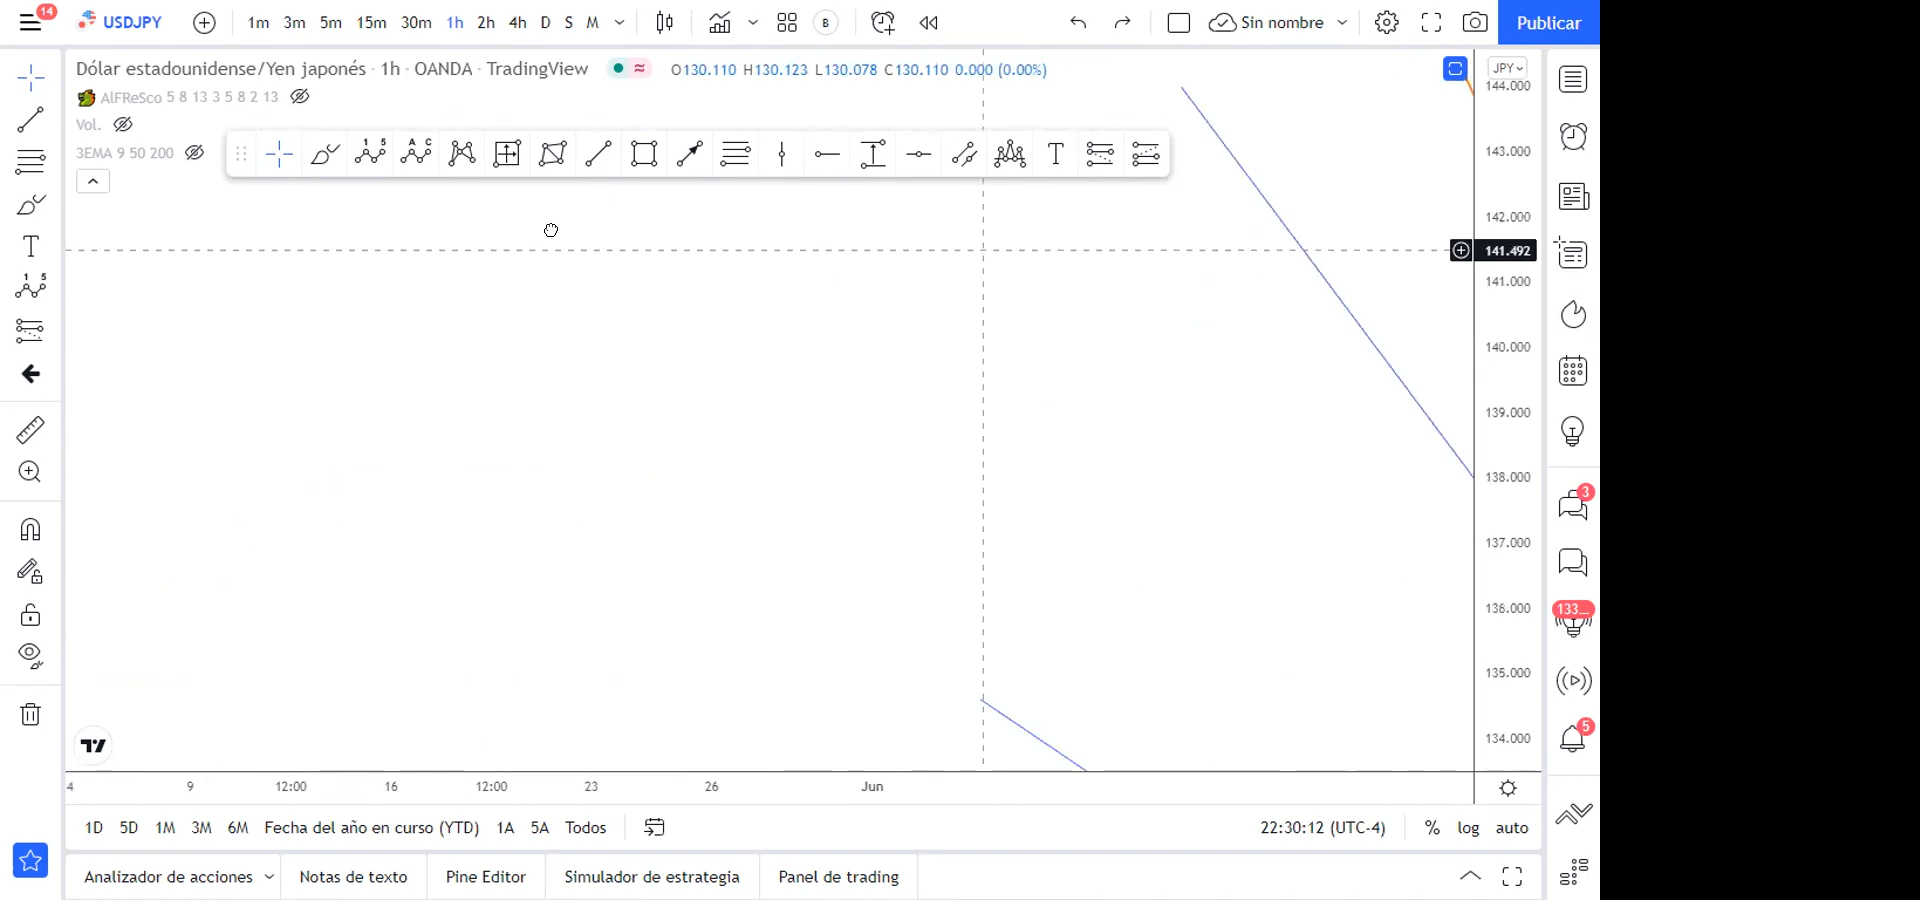 14
USDJPY
1m 3m 5m 15m 30m 1h 2h 4h D S M
B
Sin nombre
Publicar
Dólar estadounidense/Yen japonés · 1h · OANDA · TradingView
O130.110 H130.123 L130.078 C130.110 0.000 (0.00%)
JPY
AlFReSco 5 8 13 3 5 8 2 13
Vol.
3EMA 9 50 200
144.000
143.000
142.000
141.492
141.000
140.000
139.000
138.000
137.000
136.000
135.000
134.000
3
133...
5
4 9 12:00 16 12:00 23 26 Jun
1D 5D 1M 3M 6M Fecha del año en curso (YTD) 1A 5A Todos
22:30:12 (UTC-4) % log auto
Analizador de acciones Notas de texto Pine Editor Simulador de estrategia Panel de trading